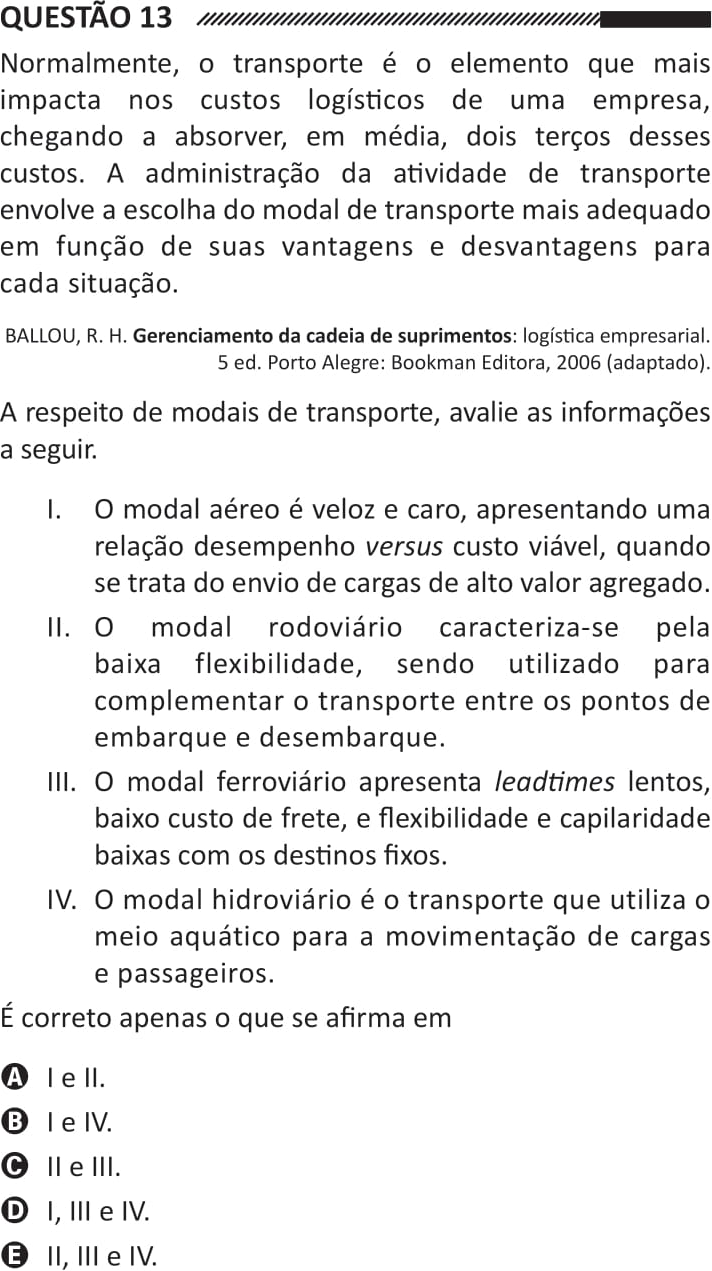 QUESTÃO 13
Normalmente, o transporte é o elemento que mais
impacta nos custos logísticos de uma empresa,
chegando a absorver, em média, dois terços desses
custos. A administração da atividade de transporte
envolve a escolha do modal de transporte mais adequado
em função de suas vantagens e desvantagens para
cada situação.
BALLOU, R. H. Gerenciamento da cadeia de suprimentos: logística empresarial.
5 ed. Porto Alegre: Bookman Editora, 2006 (adaptado).
A respeito de modais de transporte, avalie as informações
a seguir.
I. O modal aéreo é veloz e caro, apresentando uma
relação desempenho versus custo viável, quando
se trata do envio de cargas de alto valor agregado.
II. O modal rodoviário caracteriza-se pela
baixa flexibilidade, sendo utilizado para
complementar o transporte entre os pontos de
embarque e desembarque.
III. O modal ferroviário apresenta leadtimes lentos,
baixo custo de frete, e flexibilidade e capilaridade
baixas com os destinos fixos.
IV. O modal hidroviário é o transporte que utiliza o
meio aquático para a movimentação de cargas
e passageiros.
É correto apenas o que se afirma em
A I e II.
B I e IV.
C II e III.
D I, III e IV.
E II, III e IV.